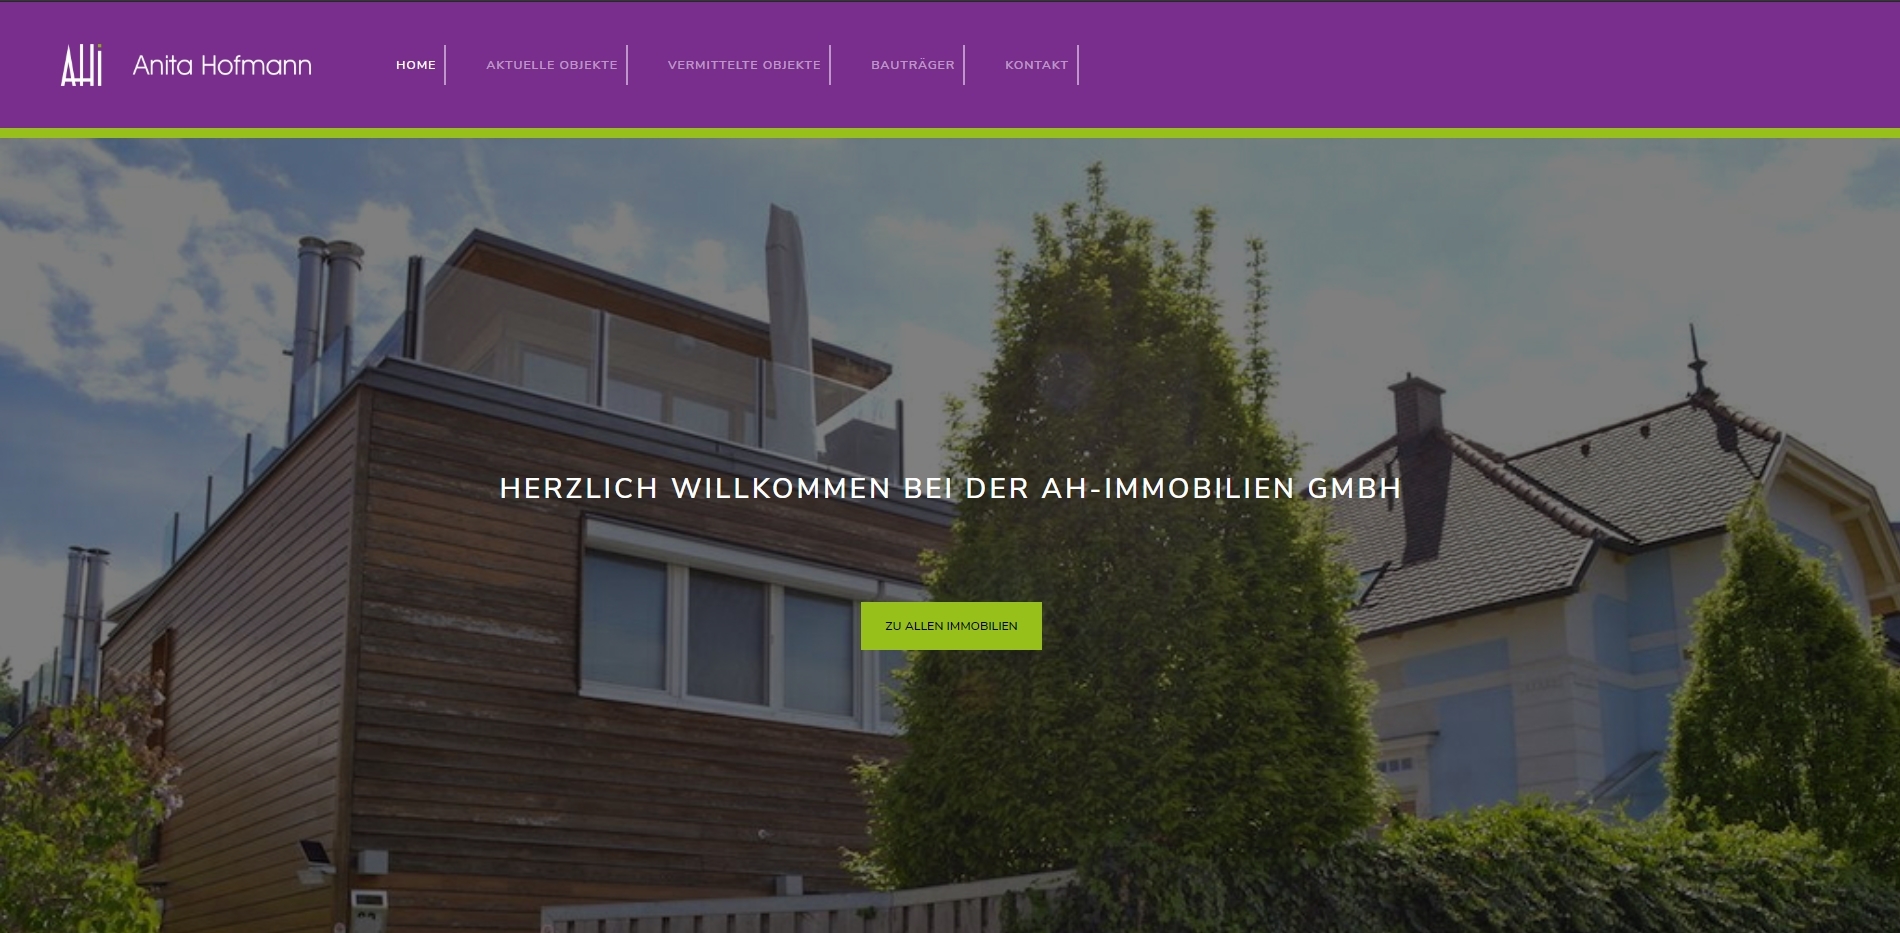 AHi Anita Hofmann HOME AKTUELLE OBJEKTE VERMITTELTE OBJEKTE BAUTRÄGER KONTAKT
HERZLICH WILLKOMMEN BEI DER AH-IMMOBILIEN GMBH
ZU ALLEN IMMOBILIEN